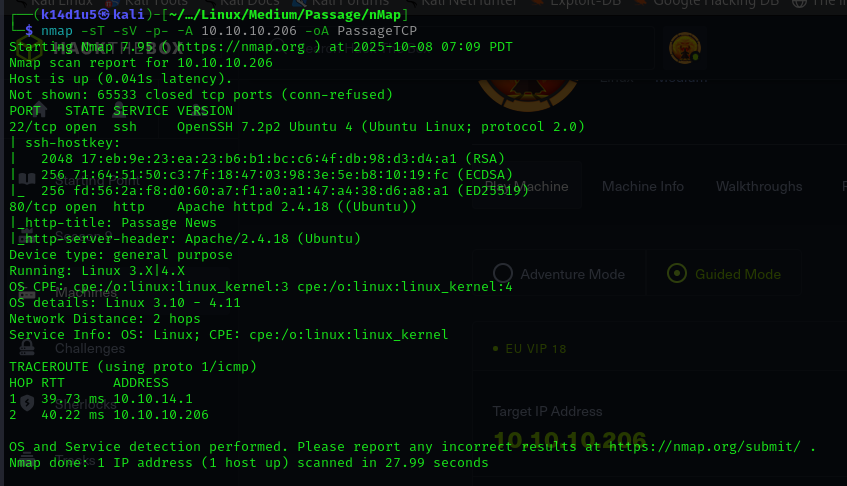 ┌──(k14d1u5㉿kali)-[~/…/Linux/Medium/Passage/nMap]
└─$ nmap -sT -sV -p- -A 10.10.10.206 -oA PassageTCP
Starting Nmap 7.95 ( https://nmap.org ) at 2025-10-08 07:09 PDT
Nmap scan report for 10.10.10.206
Host is up (0.041s latency).
Not shown: 65533 closed tcp ports (conn-refused)
PORT   STATE SERVICE VERSION
22/tcp open  ssh     OpenSSH 7.2p2 Ubuntu 4 (Ubuntu Linux; protocol 2.0)
| ssh-hostkey:
|   2048 17:eb:9e:23:ea:23:b6:b1:bc:c6:4f:db:98:d3:d4:a1 (RSA)
|   256 71:64:51:50:c3:7f:18:47:03:98:3e:5e:b8:10:19:fc (ECDSA)
|_  256 fd:56:2a:f8:d0:60:a7:f1:a0:a1:47:a4:38:d6:a8:a1 (ED25519)
80/tcp open  http    Apache httpd 2.4.18 ((Ubuntu))
|_http-title: Passage News
|_http-server-header: Apache/2.4.18 (Ubuntu)
Device type: general purpose
Running: Linux 3.X|4.X
OS CPE: cpe:/o:linux:linux_kernel:3 cpe:/o:linux:linux_kernel:4
OS details: Linux 3.10 - 4.11
Network Distance: 2 hops
Service Info: OS: Linux; CPE: cpe:/o:linux:linux_kernel
TRACEROUTE (using proto 1/icmp)
HOP RTT      ADDRESS
1   39.73 ms 10.10.14.1
2   40.22 ms 10.10.10.206
OS and Service detection performed. Please report any incorrect results at https://nmap.org/submit/ .
Nmap done: 1 IP address (1 host up) scanned in 27.99 seconds
Kali Forums
Kali NetHunter
Exploit-DB
Google Hacking DB
HACKTHEBOX
Play Machine
Machine Info
Walkthroughs
Adventure Mode
Guided Mode
Machines
Challenges
Sherlocks
EU VIP 18
Target IP Address
10.10.10.206